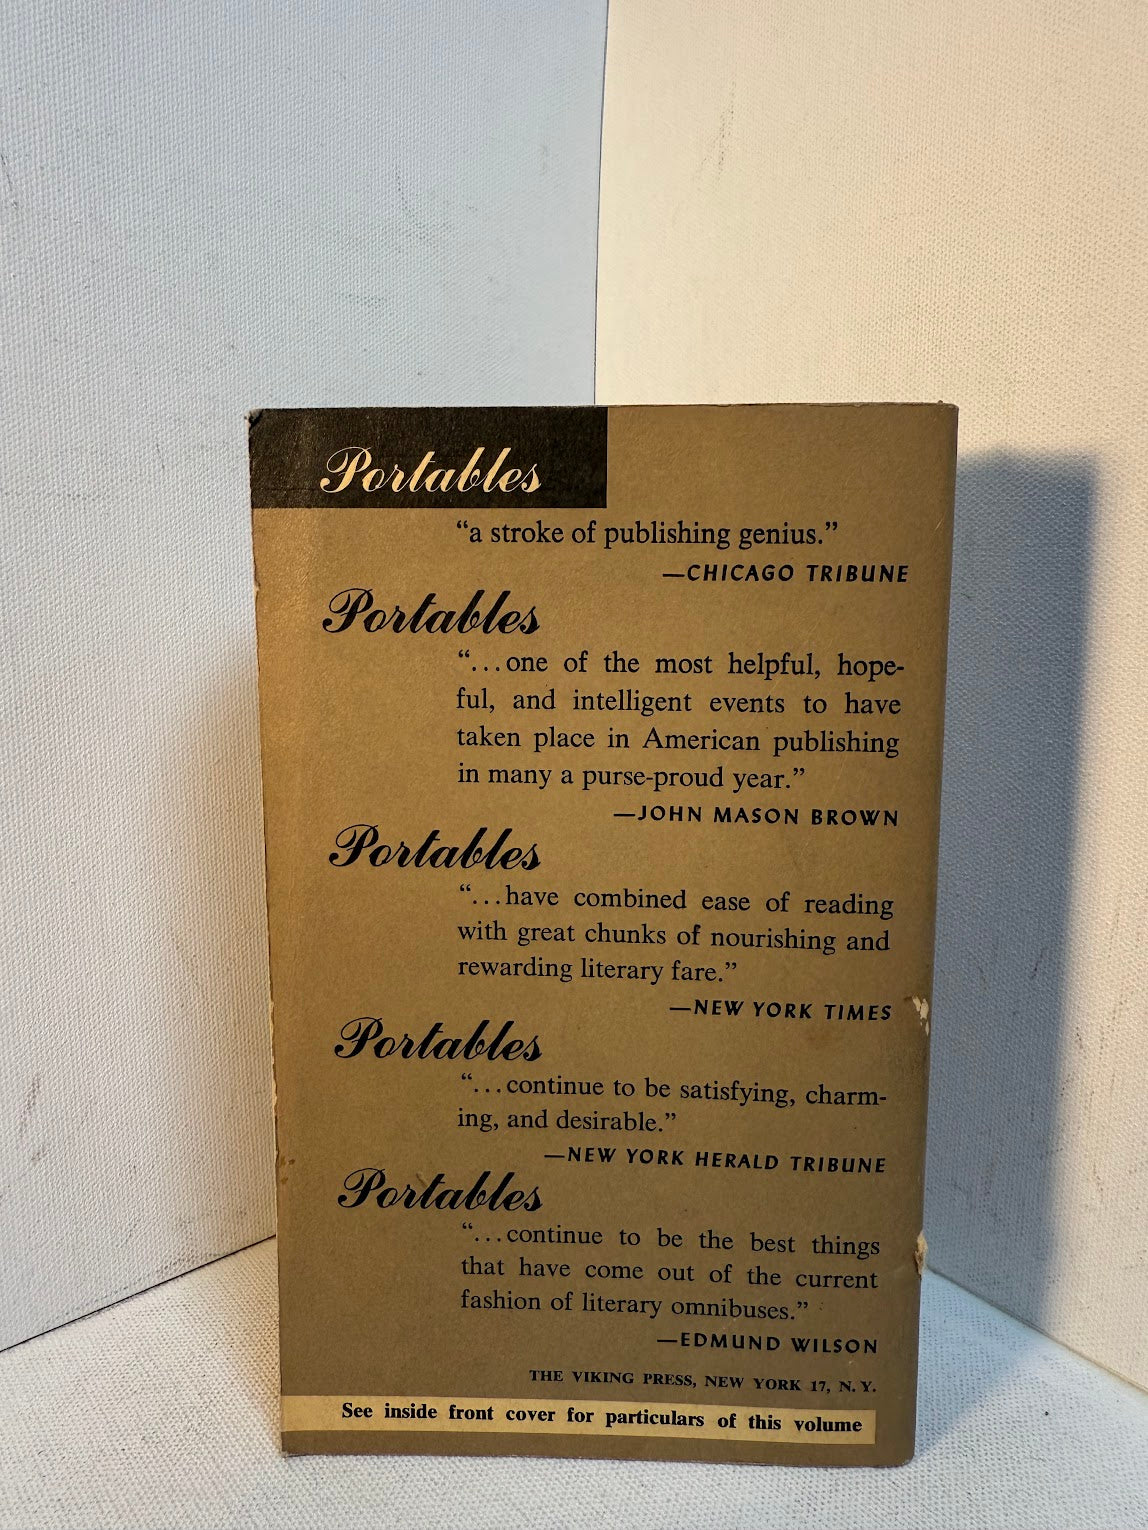 Portables
“a stroke of publishing genius.”
—CHICAGO TRIBUNE
Portables
“...one of the most helpful, hope-
ful, and intelligent events to have
taken place in American publishing
in many a purse-proud year.”
—JOHN MASON BROWN
Portables
“...have combined ease of reading
with great chunks of nourishing and
rewarding literary fare.”
—NEW YORK TIMES
Portables
“...continue to be satisfying, charm-
ing, and desirable.”
—NEW YORK HERALD TRIBUNE
Portables
“...continue to be the best things
that have come out of the current
fashion of literary omnibuses.”
—EDMUND WILSON
THE VIKING PRESS, NEW YORK 17, N. Y.
See inside front cover for particulars of this volume